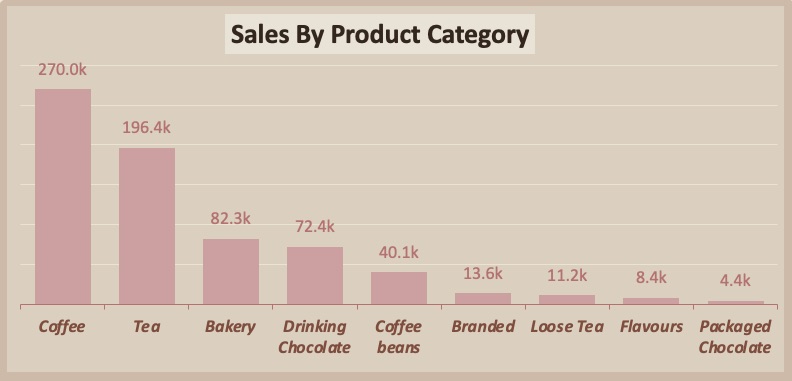 Sales By Product Category
270.0k
196.4k
82.3k
72.4k
40.1k
13.6k
11.2k
8.4k
4.4k
Coffee
Tea
Bakery
Drinking
Chocolate
Coffee
beans
Branded
Loose Tea
Flavours
Packaged
Chocolate